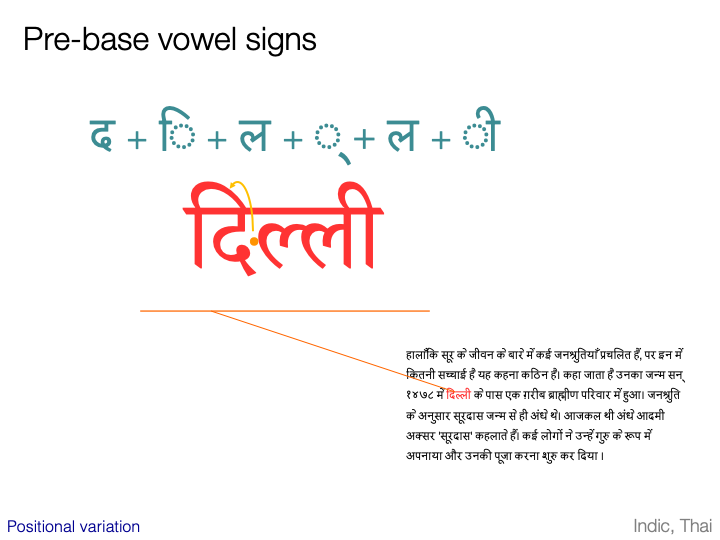 Pre-base vowel signs
द + ि + ल + ् + ल + ी
दिल्ली
हालाँकि सूर के जीवन के बारे में कई जनश्रुतियाँ प्रचलित हैं, पर इन में
कितनी सच्चाई है यह कहना कठिन है। कहा जाता है उनका जन्म सन्
१४७८ में दिल्ली के पास एक ग़रीब ब्राह्मीण परिवार में हुआ। जनश्रुति
के अनुसार सूरदास जन्म से ही अंधे थे। आजकल थी अंधे आदमी
अक्सर 'सूरदास' कहलाते हैं। कई लोगों ने उन्हें गुरु के रूप में
अपनाया और उनकी पूजा करना शुरु कर दिया ।
Positional variation
Indic, Thai